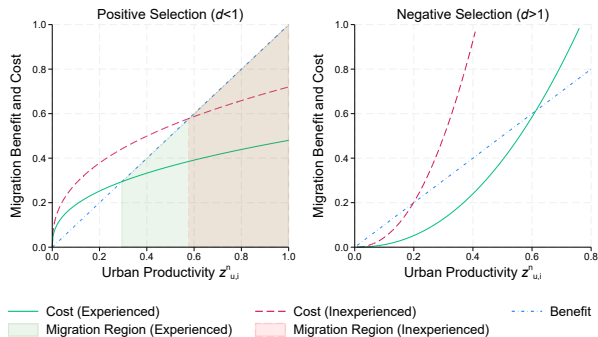 Positive Selection (d<1)
Negative Selection (d>1)
Migration Benefit and Cost
1.0
0.8
0.6
0.4
0.2
0.0
0.0 0.2 0.4 0.6 0.8 1.0
Urban Productivity z^n_{u,i}
Migration Benefit and Cost
1.0
0.8
0.6
0.4
0.2
0.0
0.0 0.2 0.4 0.6 0.8
Urban Productivity z^n_{u,i}
Cost (Experienced) Cost (Inexperienced) Benefit
Migration Region (Experienced) Migration Region (Inexperienced)